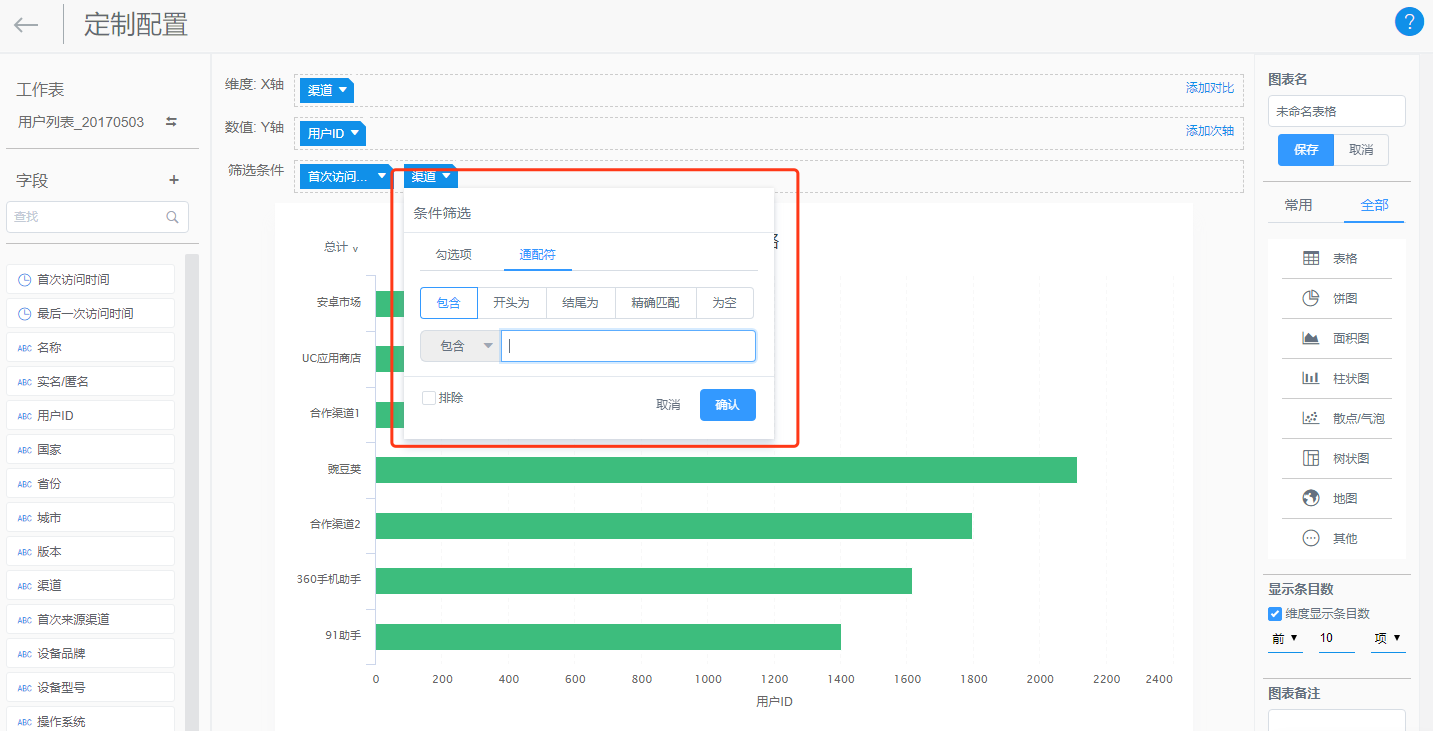 定制配置
?
工作表
用户列表_20170503
字段
+
查找
首次访问时间
最后一次访问时间
ABC 名称
ABC 实名/匿名
ABC 用户ID
ABC 国家
ABC 省份
ABC 城市
ABC 版本
ABC 渠道
ABC 首次来源渠道
ABC 设备品牌
ABC 设备型号
ABC 操作系统
维度: X轴
渠道
添加对比
数值: Y轴
用户ID
添加次轴
筛选条件
首次访问...
渠道
条件筛选
勾选项
通配符
包含
开头为
结尾为
精确匹配
为空
包含
排除
取消
确认
总计
安卓市场
UC应用商店
合作渠道1
豌豆荚
合作渠道2
360手机助手
91助手
0 200 400 600 800 1000 1200 1400 1600 1800 2000 2200 2400
用户ID
图表名
未命名表格
保存
取消
常用
全部
表格
饼图
面积图
柱状图
散点/气泡
树状图
地图
其他
显示条目数
维度显示条目数
前
10
项
图表备注